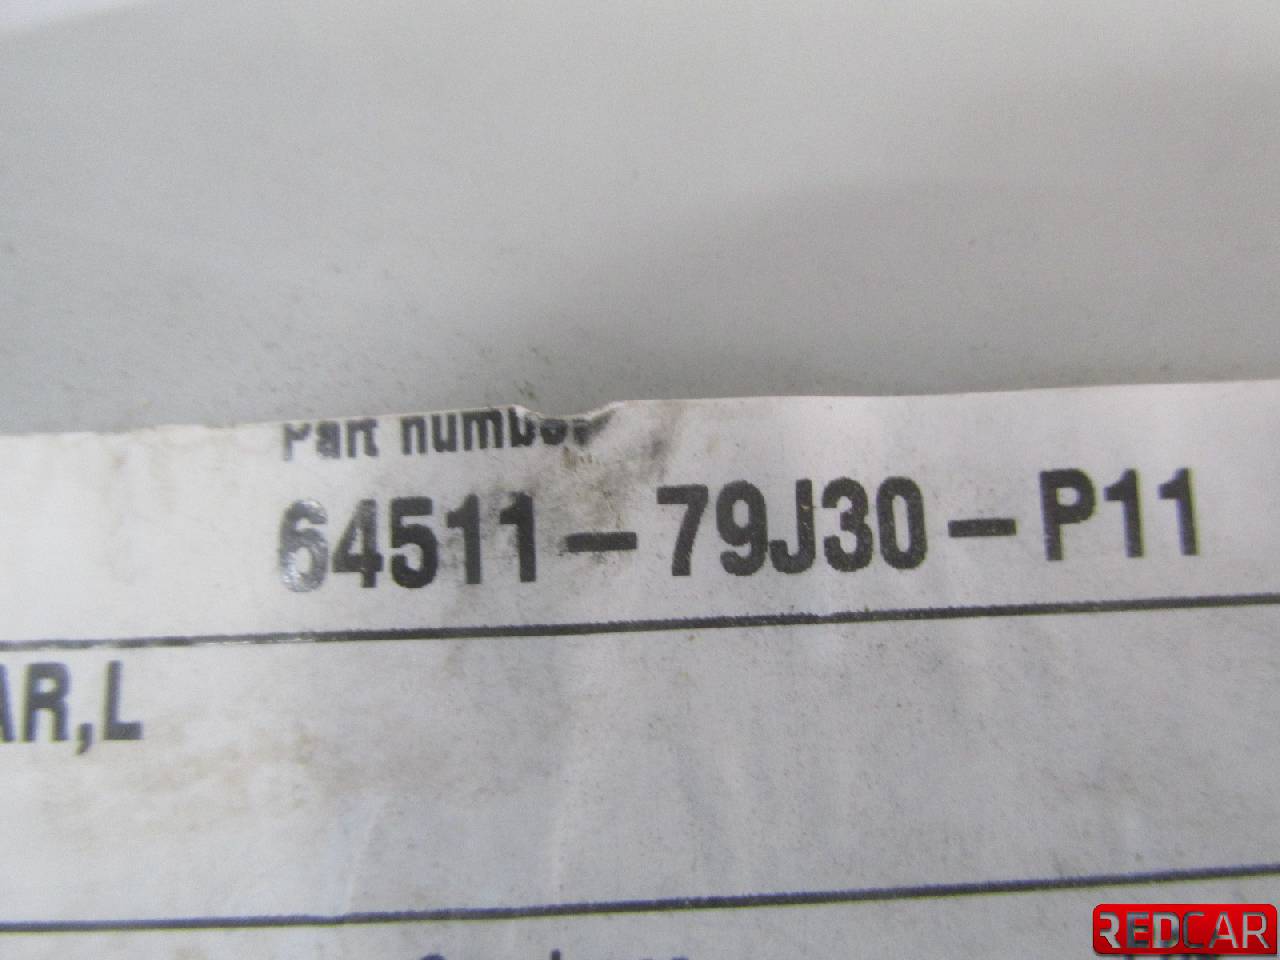 Part number
64511-79J30-P11
AR,L
REDCAR